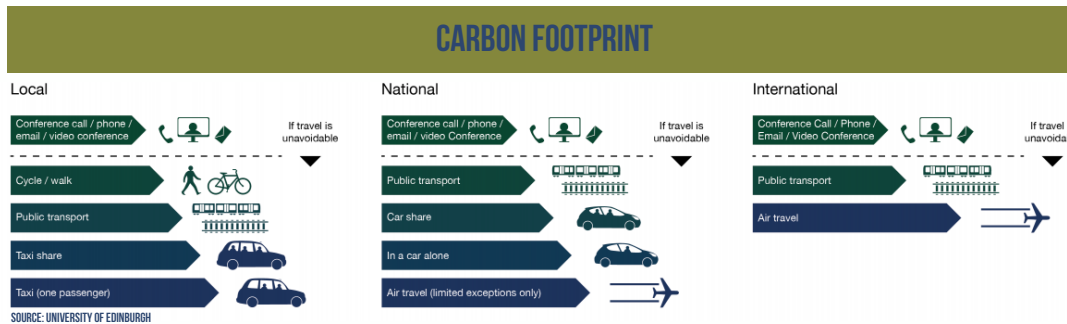 CARBON FOOTPRINT
Local
Conference call / phone /
email / video conference
If travel is
unavoidable
Cycle / walk
Public transport
Taxi share
Taxi (one passenger)
National
Conference call / phone /
email / video Conference
If travel is
unavoidable
Public transport
Car share
In a car alone
Air travel (limited exceptions only)
International
Conference Call / Phone /
Email / Video Conference
If travel
unavoida
Public transport
Air travel
SOURCE: UNIVERSITY OF EDINBURGH